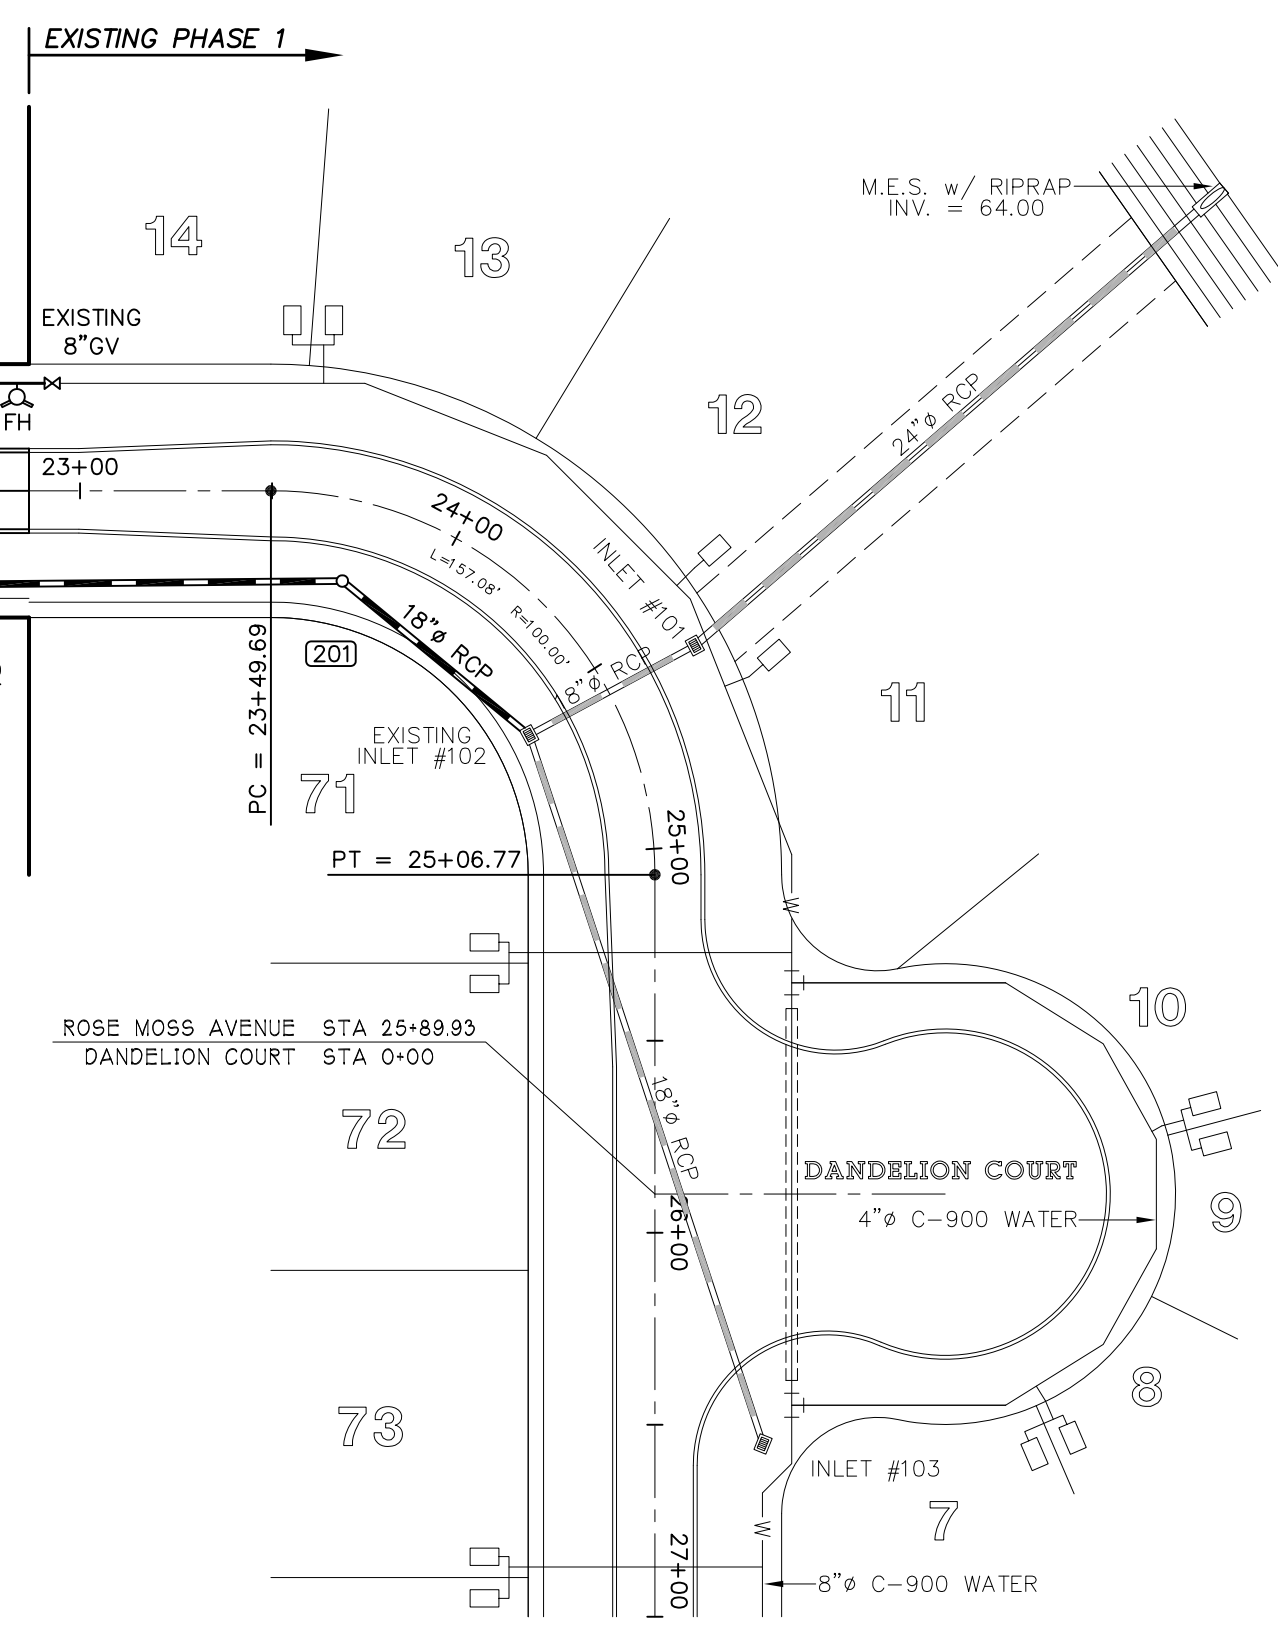 EXISTING PHASE 1
M.E.S. w/ RIPRAP
INV. = 64.00
14
13
EXISTING
8"GV
12
24"ø RCP
FH
23+00
24+00
L=157.08'
R=100.00'
INLET #101
18"ø RCP
8"ø RCP
201
PC = 23+49.69
11
EXISTING
INLET #102
71
25+00
PT = 25+06.77
W
10
ROSE MOSS AVENUE STA 25+89.93
DANDELION COURT STA 0+00
72
18"ø RCP
DANDELION COURT
26+00
4"ø C-900 WATER
9
8
73
INLET #103
7
W
27+00
8"ø C-900 WATER